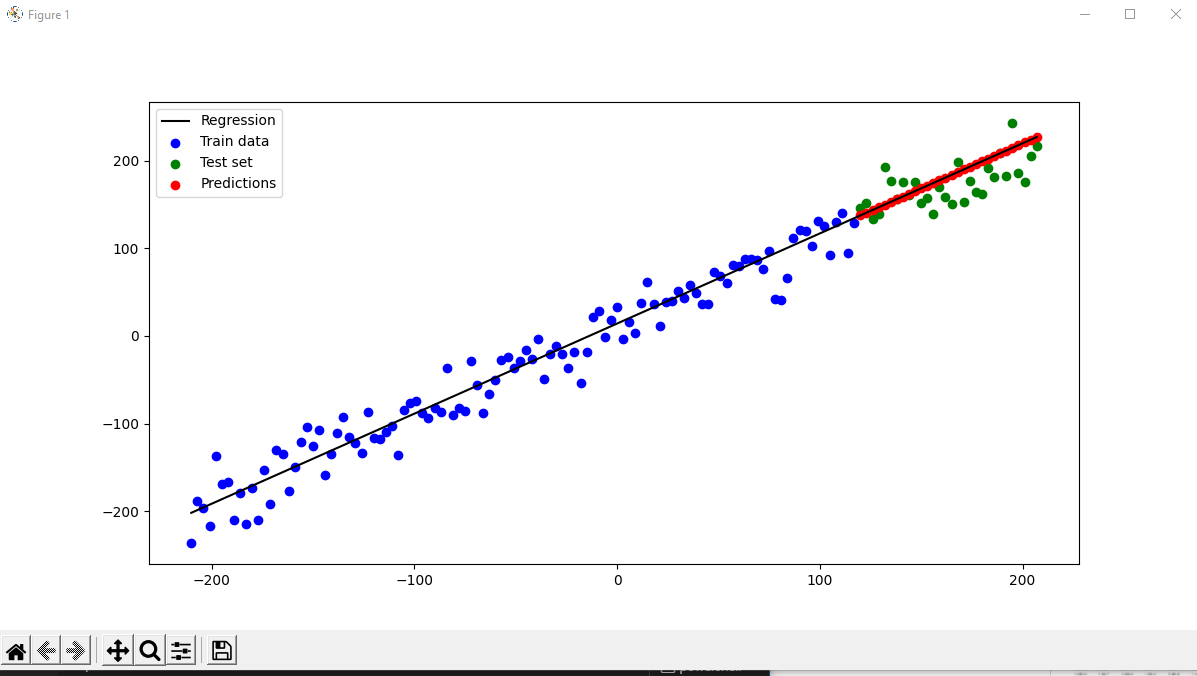 Figure 1
Regression
Train data
Test set
Predictions
200
100
0
−100
−200
−200 −100 0 100 200